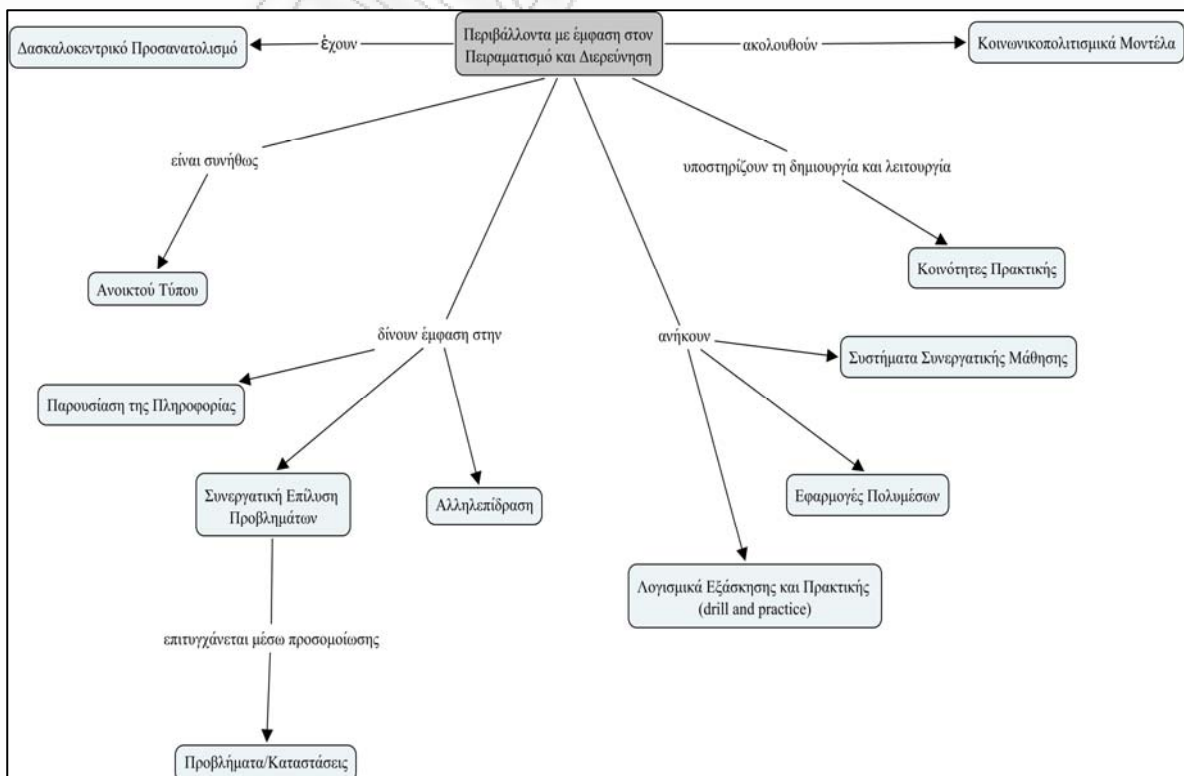 Περιβάλλοντα με έμφαση στον
Πειραματισμό και Διερεύνηση
Δασκαλοκεντρικό Προσανατολισμό
ἐχουν
ακολουθούν
Κοινωνικοπολιτισμικά Μοντέλα
είναι συνήθως
υποστηρίζουν τη δημιουργία και λειτουργία
Ανοικτού Τύπου
Κοινότητες Πρακτικής
δίνουν έμφαση στην
ανήκουν
Συστήματα Συνεργατικής Μάθησης
Παρουσίαση της Πληροφορίας
Συνεργατική Επίλυση
Προβλημάτων
Αλληλεπίδραση
Εφαρμογές Πολυμέσων
Λογισμικά Εξάσκησης και Πρακτικής
(drill and practice)
επιτυγχάνεται μέσω προσομοίωσης
Προβλήματα/Καταστάσεις